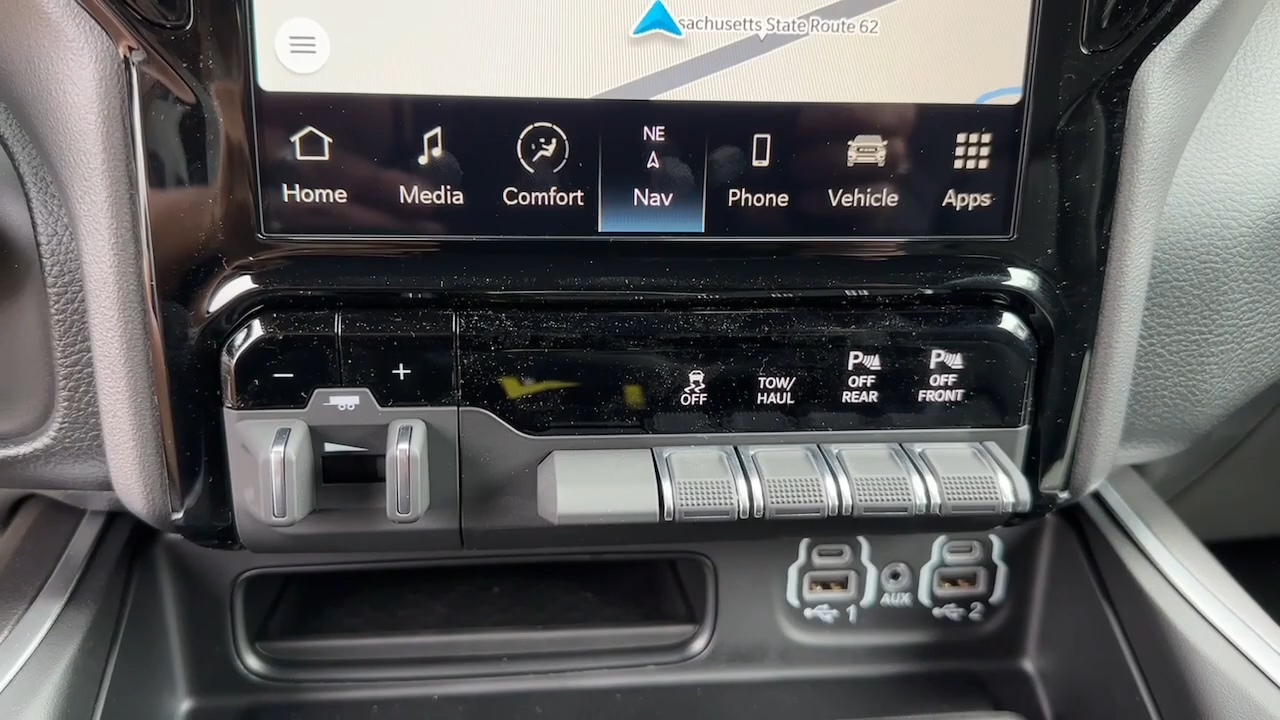 sachusetts State Route 62
NE
Home Media Comfort Nav Phone Vehicle Apps
- +
OFF
TOW/
HAUL
P
OFF
REAR
P
OFF
FRONT
1 AUX 2